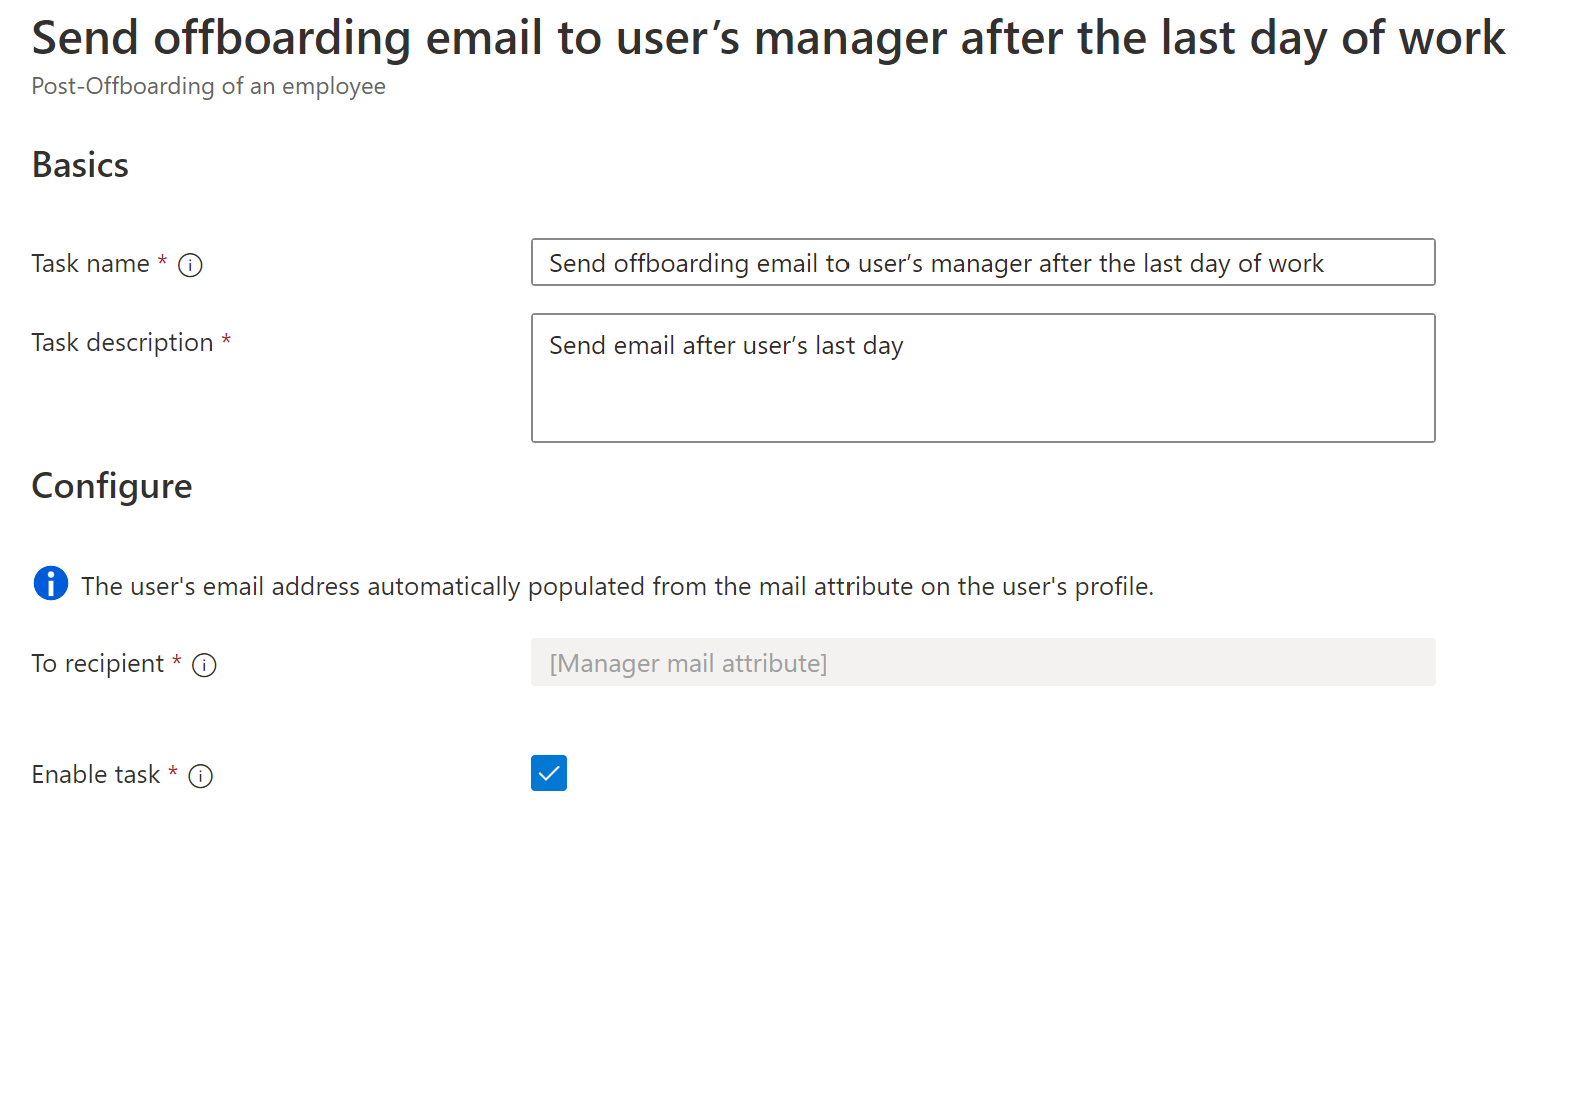 Send offboarding email to user’s manager after the last day of work
Post-Offboarding of an employee
Basics
Task name *
Send offboarding email to user’s manager after the last day of work
Task description *
Send email after user’s last day
Configure
The user's email address automatically populated from the mail attribute on the user's profile.
To recipient *
[Manager mail attribute]
Enable task *